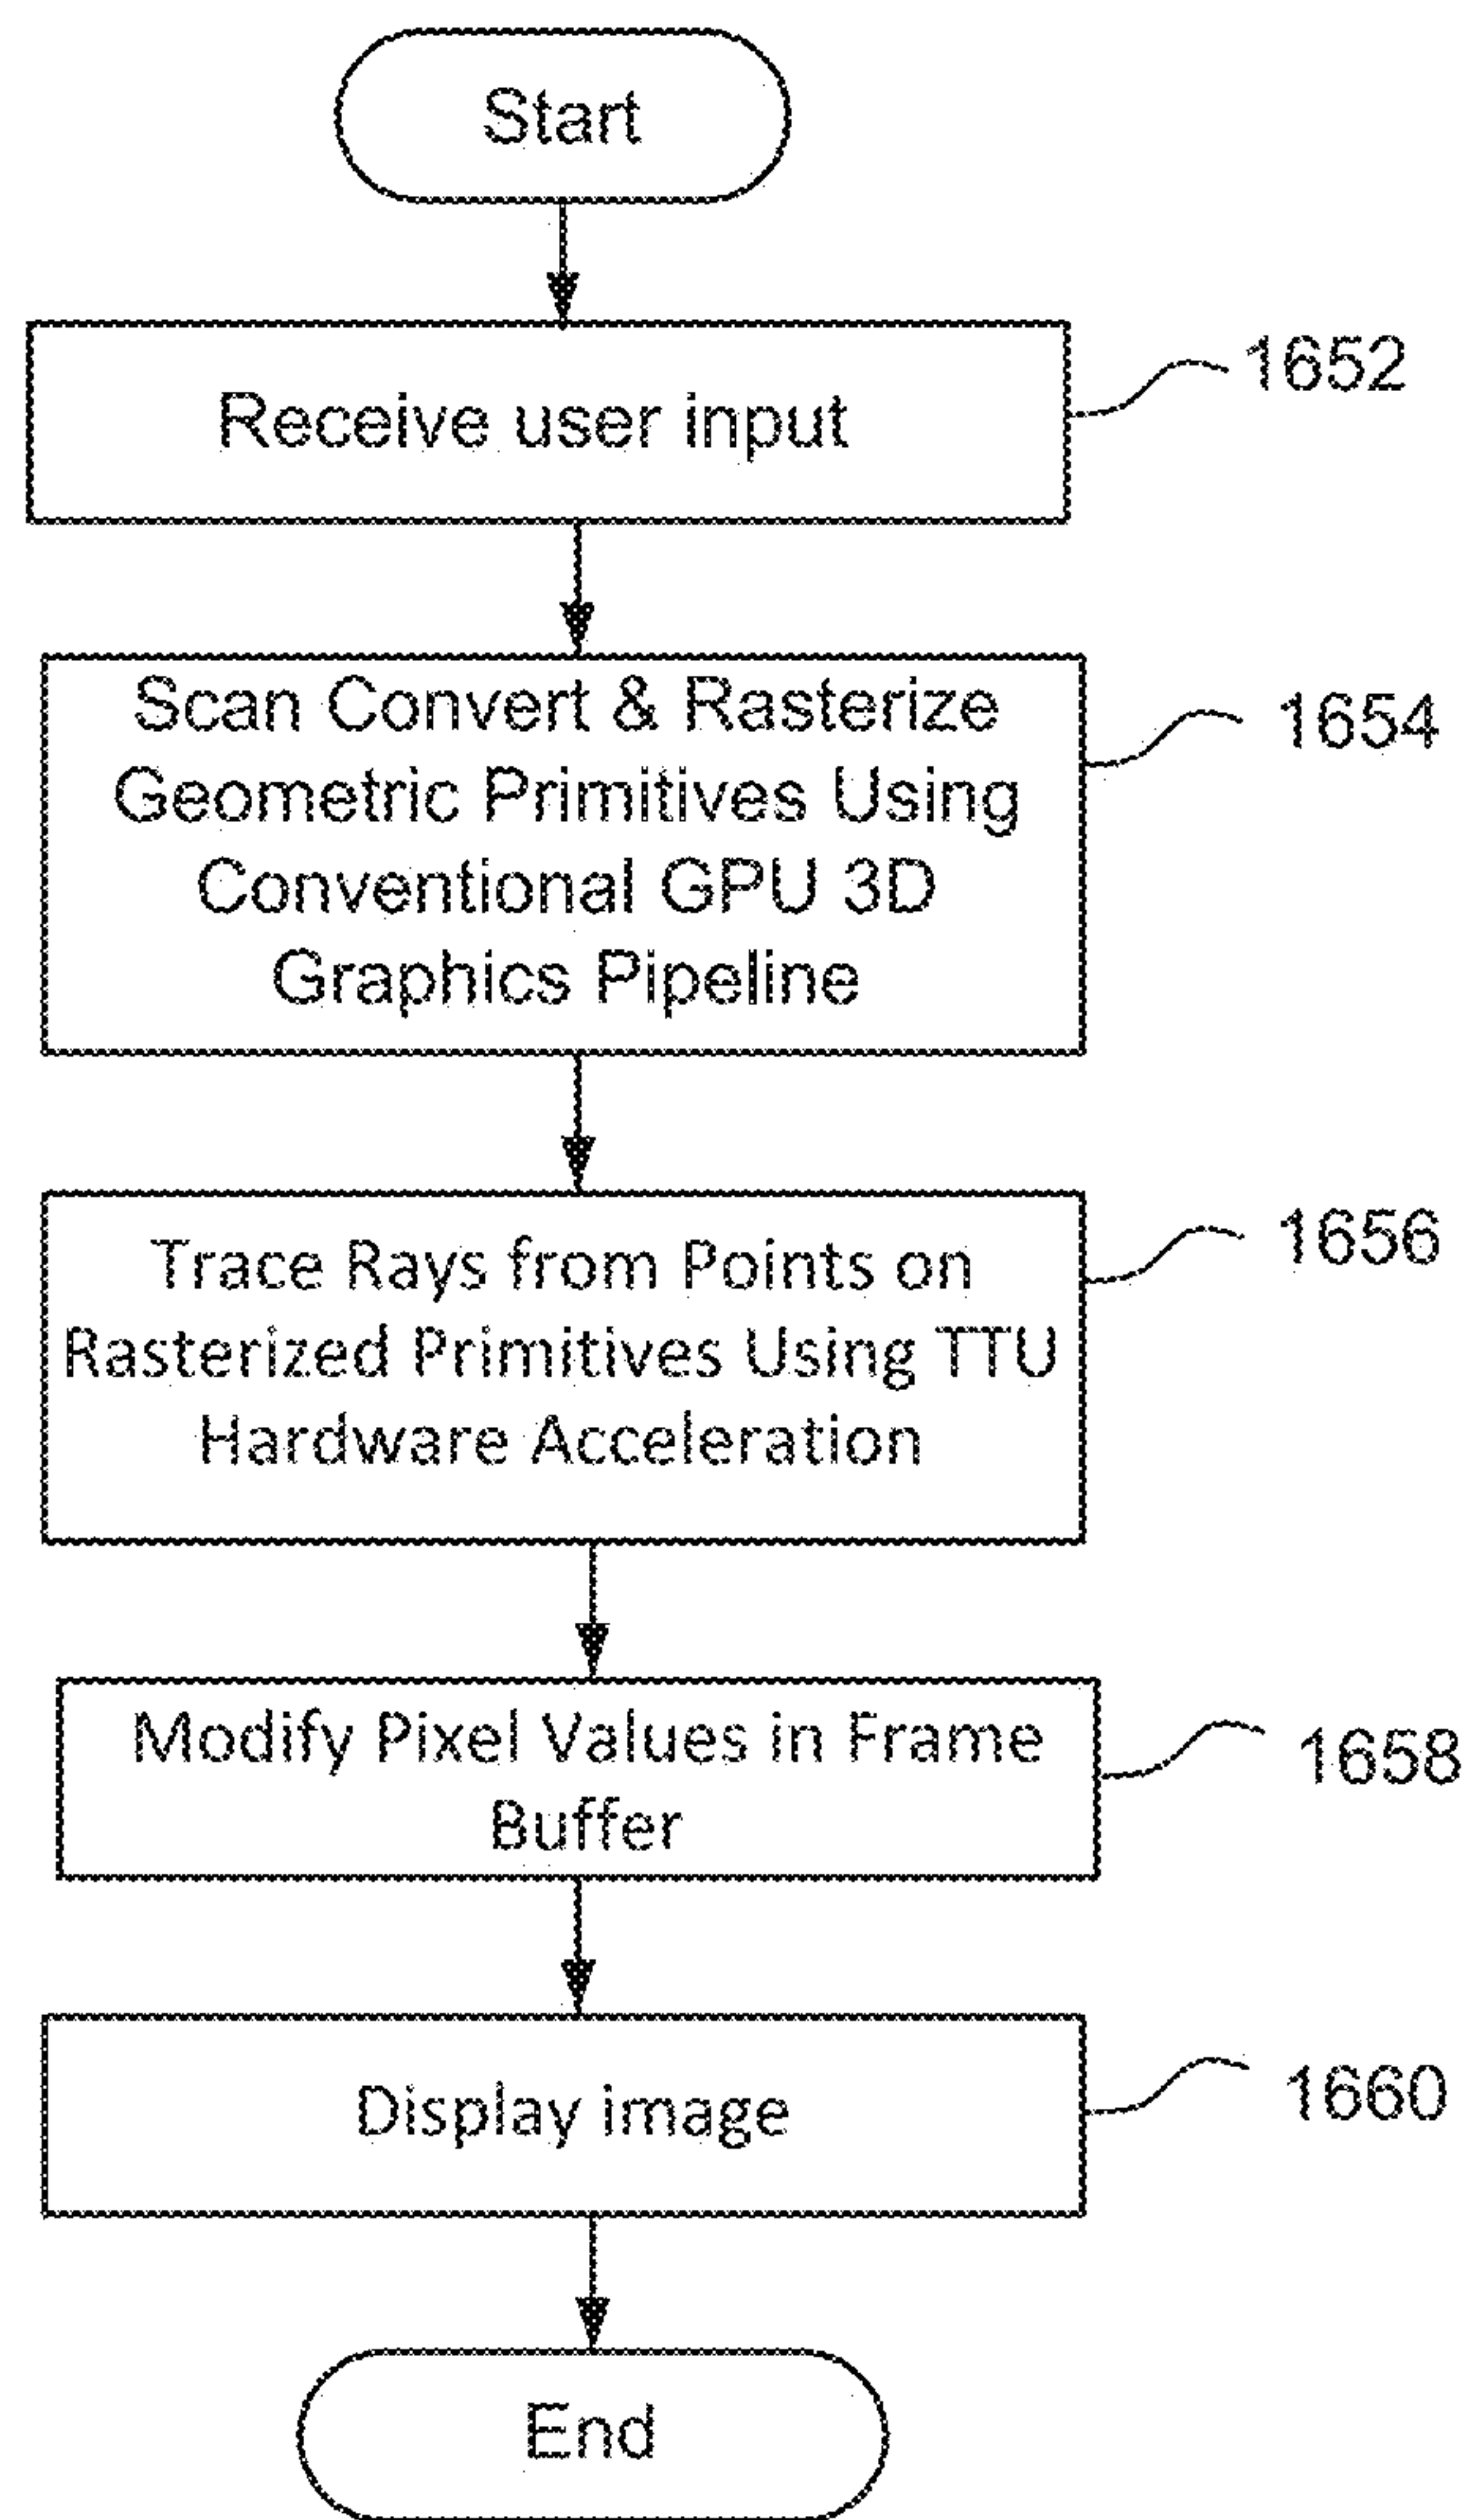 Start
Receive user input
1652
Scan Convert & Rasterize
Geometric Primitives Using
Conventional GPU 3D
Graphics Pipeline
1654
Trace Rays from Points on
Rasterized Primitives Using TTU
Hardware Acceleration
1656
Modify Pixel Values in Frame
Buffer
1658
Display image
1660
End